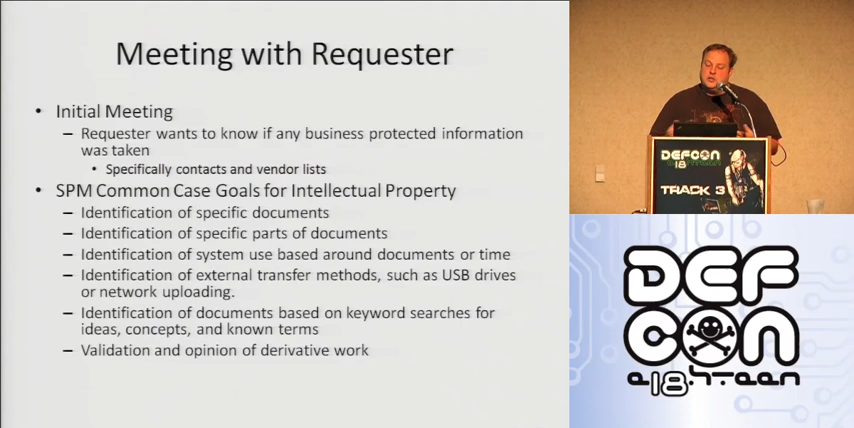 Meeting with Requester
• Initial Meeting
– Requester wants to know if any business protected information
was taken
• Specifically contacts and vendor lists
• SPM Common Case Goals for Intellectual Property
– Identification of specific documents
– Identification of specific parts of documents
– Identification of system use based around documents or time
– Identification of external transfer methods, such as USB drives
or network uploading.
– Identification of documents based on keyword searches for
ideas, concepts, and known terms
– Validation and opinion of derivative work
DEFCON
18
TRACK 3
DEF
CON
e18h.teen